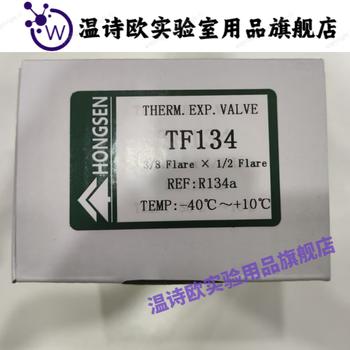 W
温诗欧实验室用品旗舰店
HONGSEN
THERM.EXP.VALVE
TF134
3/8 Flare × 1/2 Flare
REF:R134a
TEMP:-40℃～+10℃
温诗欧实验用品旗舰店